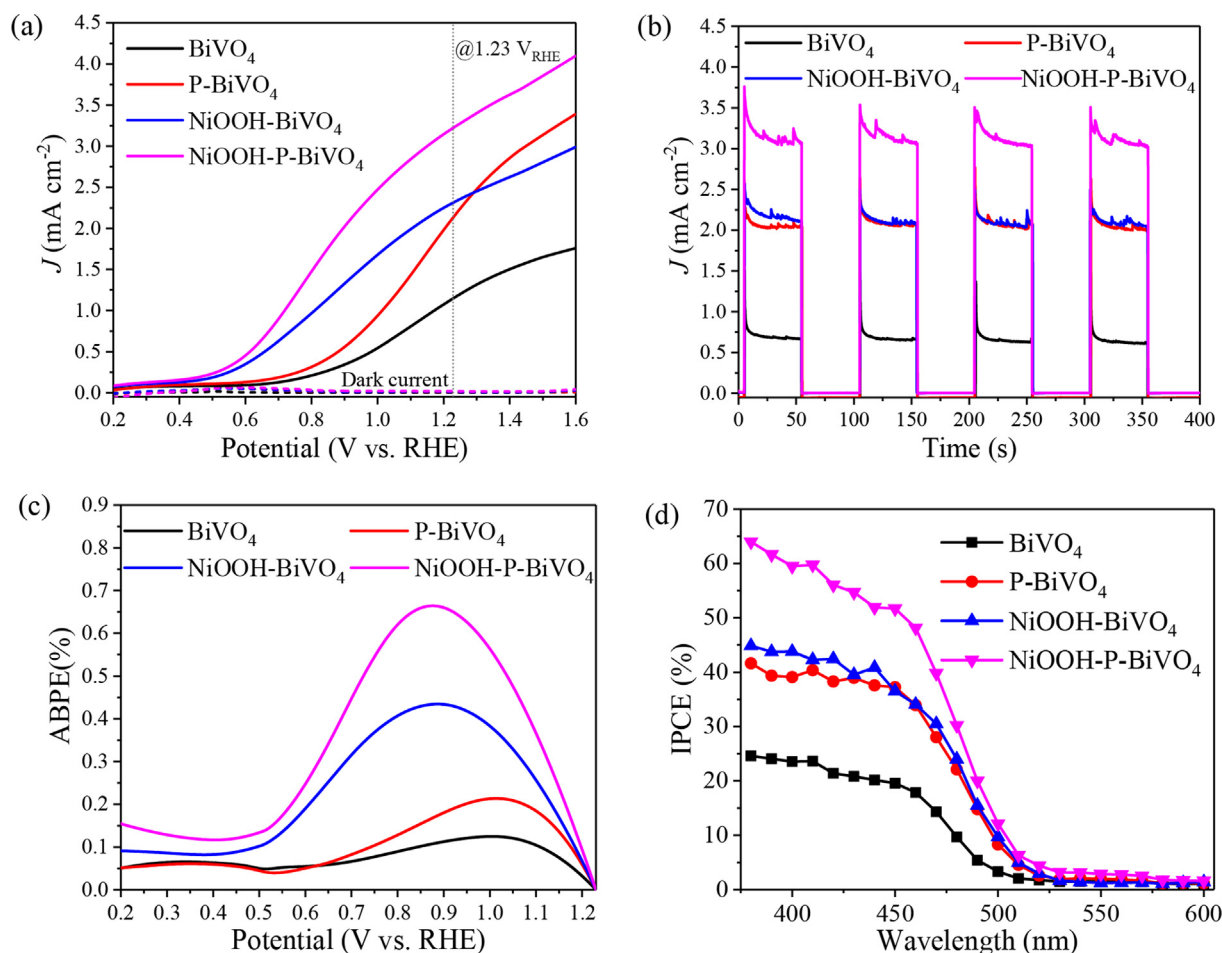 (a)
4.5
4.0
3.5
3.0
2.5
2.0
1.5
1.0
0.5
0.0
J (mA cm⁻²)
BiVO₄
P-BiVO₄
NiOOH-BiVO₄
NiOOH-P-BiVO₄
@1.23 V_RHE
Dark current
0.2 0.4 0.6 0.8 1.0 1.2 1.4 1.6
Potential (V vs. RHE)
(b)
4.5
4.0
3.5
3.0
2.5
2.0
1.5
1.0
0.5
0.0
J (mA cm⁻²)
BiVO₄ P-BiVO₄
NiOOH-BiVO₄ NiOOH-P-BiVO₄
0 50 100 150 200 250 300 350 400
Time (s)
(c)
0.9
0.8
0.7
0.6
0.5
0.4
0.3
0.2
0.1
0.0
ABPE(%)
BiVO₄ P-BiVO₄
NiOOH-BiVO₄ NiOOH-P-BiVO₄
0.2 0.3 0.4 0.5 0.6 0.7 0.8 0.9 1.0 1.1 1.2
Potential (V vs. RHE)
(d)
70
60
50
40
30
20
10
0
IPCE (%)
BiVO₄
P-BiVO₄
NiOOH-BiVO₄
NiOOH-P-BiVO₄
400 450 500 550 600
Wavelength (nm)